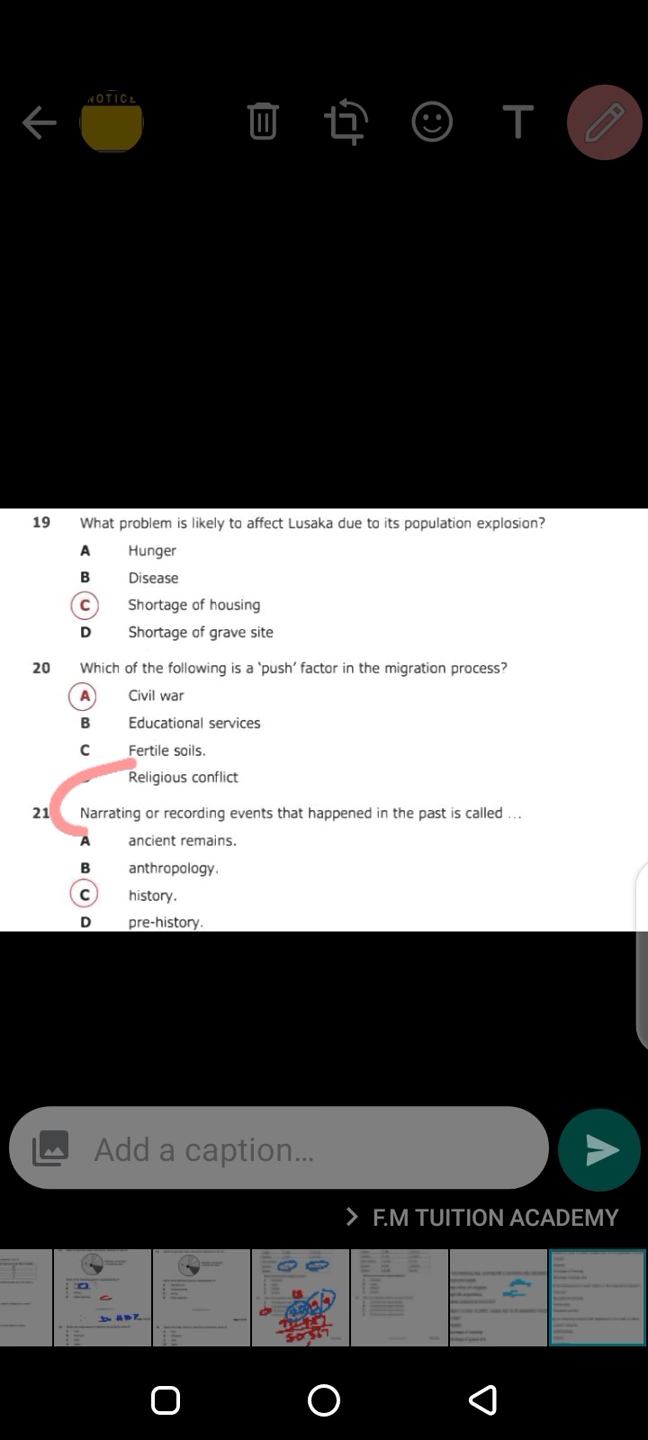 NOTICE
T
19 What problem is likely to affect Lusaka due to its population explosion?
A Hunger
B Disease
C Shortage of housing
D Shortage of grave site
20 Which of the following is a ‘push’ factor in the migration process?
A Civil war
B Educational services
C Fertile soils.
Religious conflict
21 Narrating or recording events that happened in the past is called ...
A ancient remains.
B anthropology.
C history.
D pre-history.
Add a caption...
F.M TUITION ACADEMY